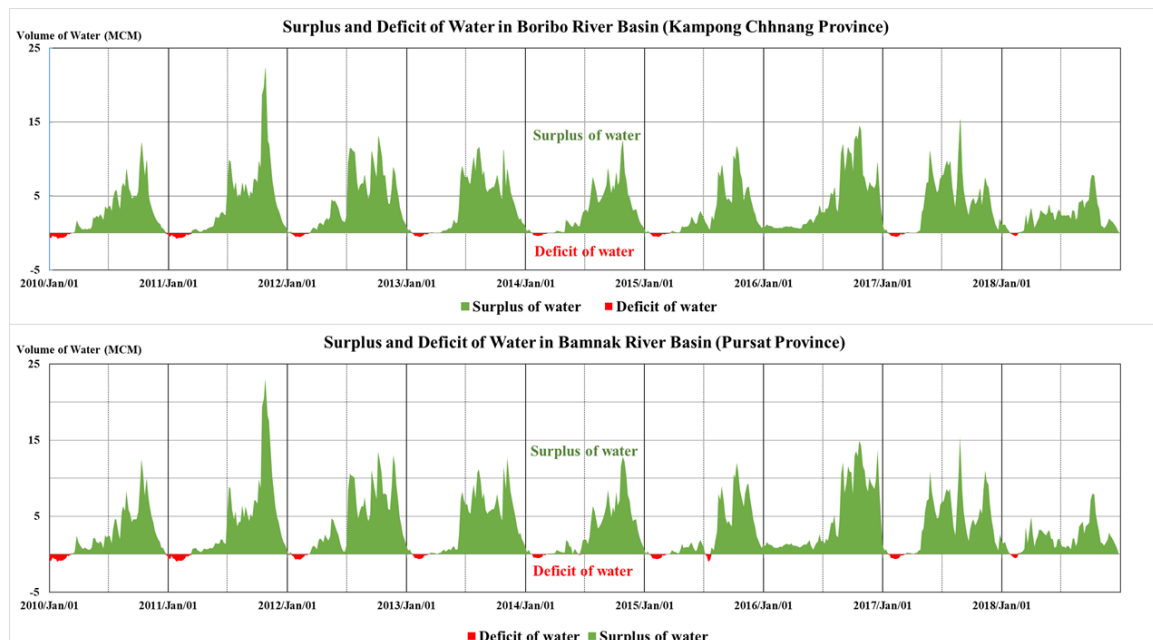 Surplus and Deficit of Water in Boribo River Basin (Kampong Chhnang Province)
Volume of Water (MCM)
25
15
Surplus of water
5
Deficit of water
-5
2010/Jan/01 2011/Jan/01 2012/Jan/01 2013/Jan/01 2014/Jan/01 2015/Jan/01 2016/Jan/01 2017/Jan/01 2018/Jan/01
Surplus of water Deficit of water
Surplus and Deficit of Water in Bamnak River Basin (Pursat Province)
Volume of Water (MCM)
25
15
Surplus of water
5
Deficit of water
-5
2010/Jan/01 2011/Jan/01 2012/Jan/01 2013/Jan/01 2014/Jan/01 2015/Jan/01 2016/Jan/01 2017/Jan/01 2018/Jan/01
Deficit of water Surplus of water